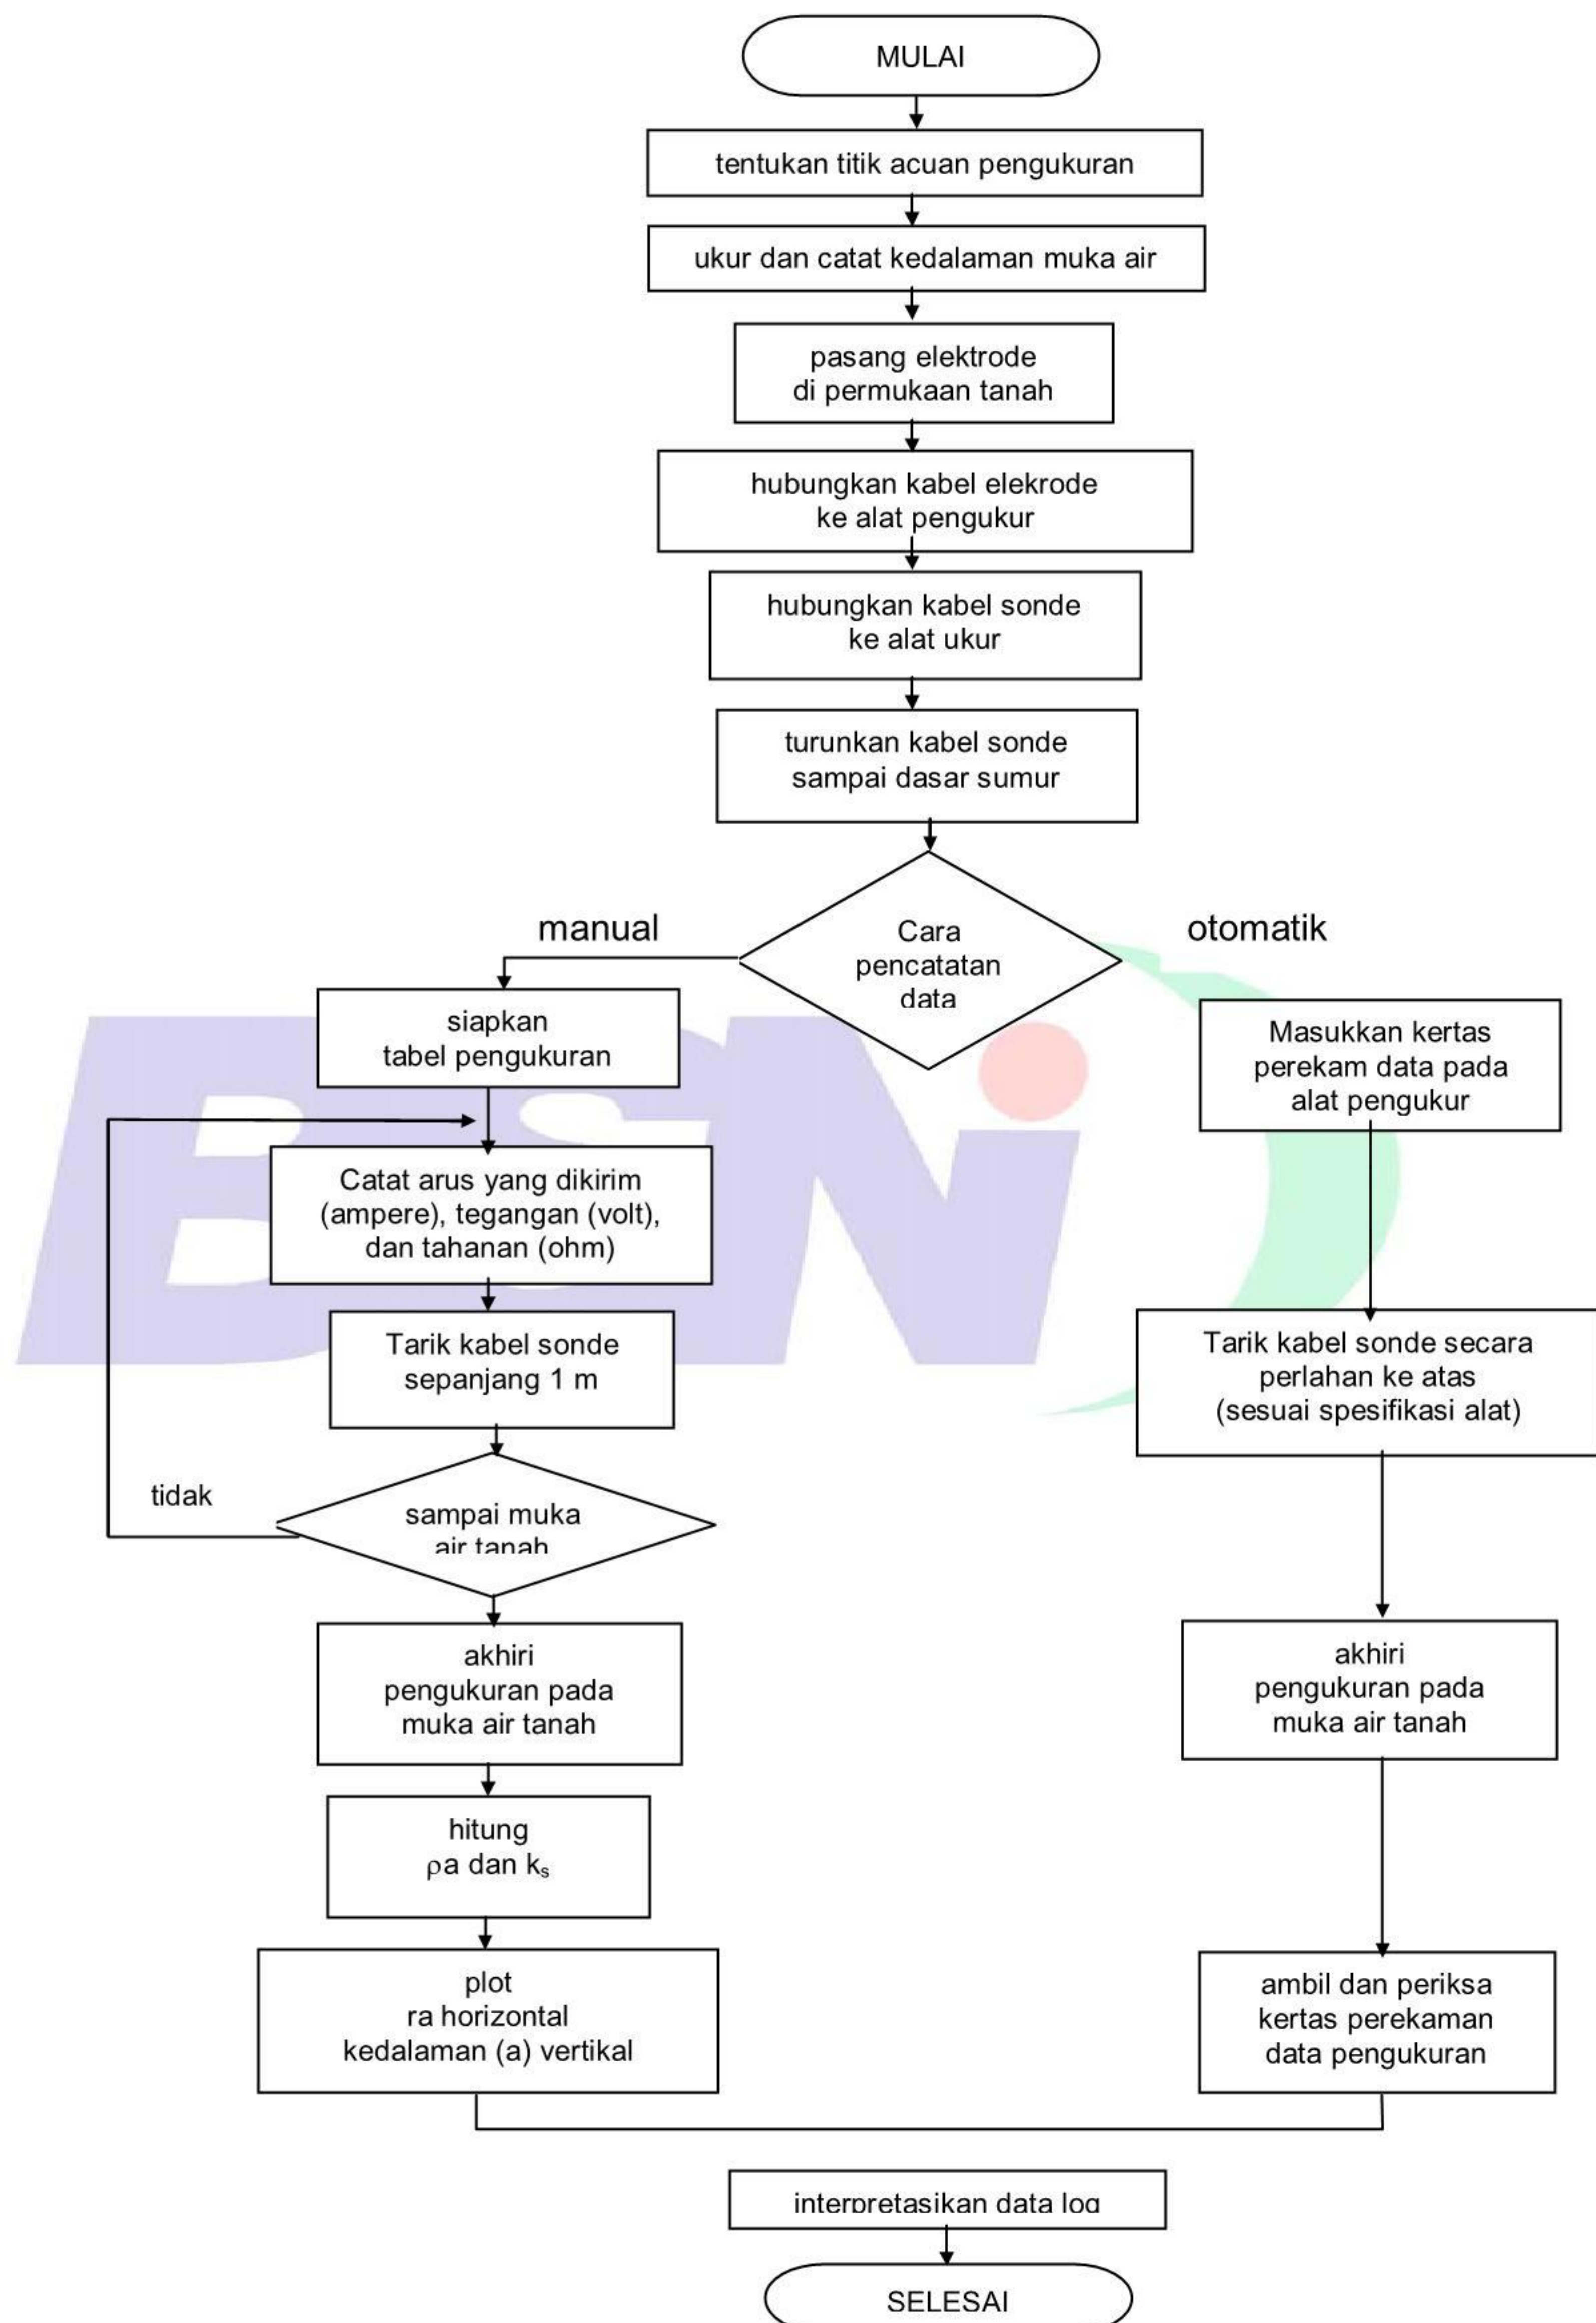 MULAI
tentukan titik acuan pengukuran
ukur dan catat kedalaman muka air
pasang elektrode
di permukaan tanah
hubungkan kabel elekrode
ke alat pengukur
hubungkan kabel sonde
ke alat ukur
turunkan kabel sonde
sampai dasar sumur
Cara
pencatatan
data
manual
siapkan
tabel pengukuran
Catat arus yang dikirim
(ampere), tegangan (volt),
dan tahanan (ohm)
Tarik kabel sonde
sepanjang 1 m
sampai muka
air tanah
tidak
akhiri
pengukuran pada
muka air tanah
hitung
ρa dan kₛ
plot
ra horizontal
kedalaman (a) vertikal
otomatik
Masukkan kertas
perekam data pada
alat pengukur
Tarik kabel sonde secara
perlahan ke atas
(sesuai spesifikasi alat)
akhiri
pengukuran pada
muka air tanah
ambil dan periksa
kertas perekaman
data pengukuran
interpretasikan data log
SELESAI
BSNi